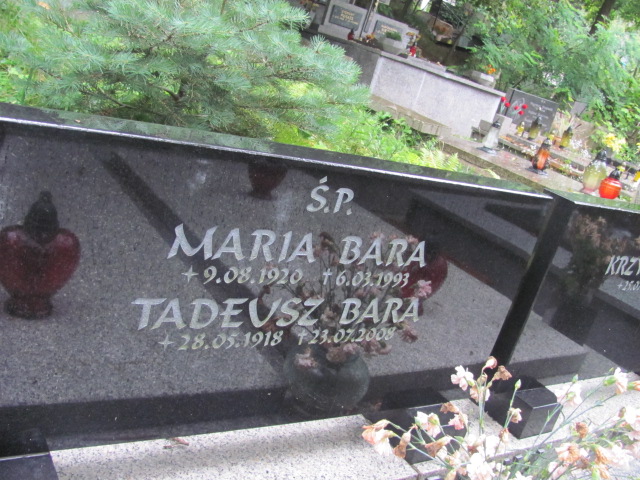 Ś.P.
MARIA BARA
+9.08.1920 +6.03.1993
TADEUSZ BARA
+28.05.1918 +23.07.2008